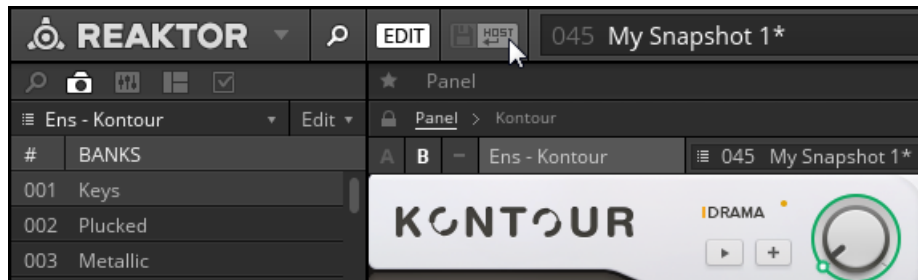 REAKTOR EDIT HOST 045 My Snapshot 1*
Panel
Ens - Kontour Edit Panel > Kontour
# BANKS A B – Ens - Kontour 045 My Snapshot 1*
001 Keys
KONTOUR DRAMA
002 Plucked
003 Metallic